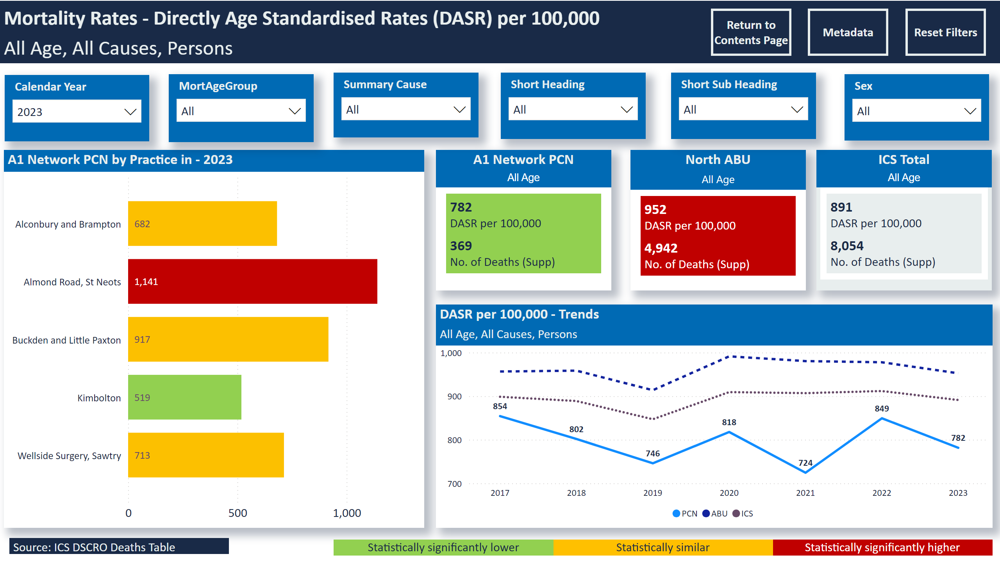 Mortality Rates - Directly Age Standardised Rates (DASR) per 100,000
All Age, All Causes, Persons
Return to
Contents Page
Metadata
Reset Filters
Calendar Year
2023
MortAgeGroup
All
Summary Cause
All
Short Heading
All
Short Sub Heading
All
Sex
All
A1 Network PCN by Practice in - 2023
Alconbury and Brampton
682
Almond Road, St Neots
1,141
Buckden and Little Paxton
917
Kimbolton
519
Wellside Surgery, Sawtry
713
0
500
1,000
A1 Network PCN
All Age
782
DASR per 100,000
369
No. of Deaths (Supp)
North ABU
All Age
952
DASR per 100,000
4,942
No. of Deaths (Supp)
ICS Total
All Age
891
DASR per 100,000
8,054
No. of Deaths (Supp)
DASR per 100,000 - Trends
All Age, All Causes, Persons
1,000
900
800
700
854
802
746
818
724
849
782
2017
2018
2019
2020
2021
2022
2023
PCN
ABU
ICS
Source: ICS DSCRO Deaths Table
Statistically significantly lower
Statistically similar
Statistically significantly higher